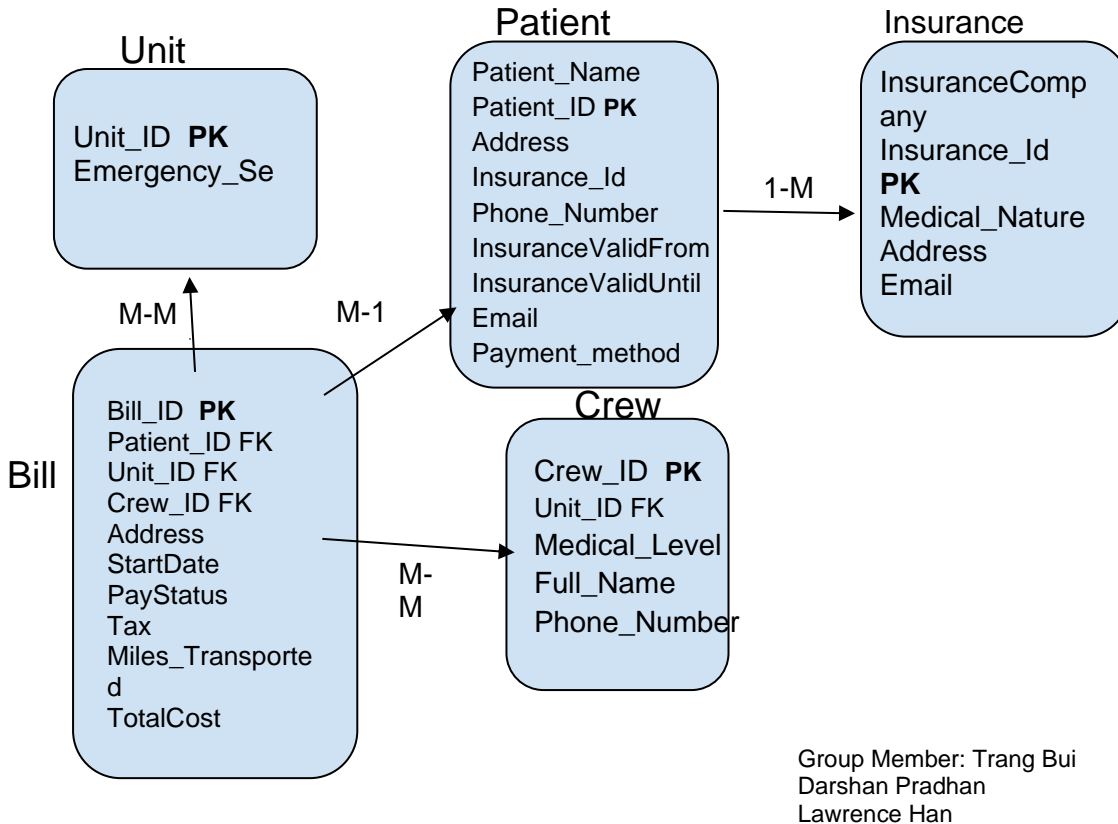 Unit
Unit_ID PK
Emergency_Se
Patient
Patient_Name
Patient_ID PK
Address
Insurance_Id
Phone_Number
InsuranceValidFrom
InsuranceValidUntil
Email
Payment_method
Insurance
InsuranceComp
any
Insurance_Id
PK
Medical_Nature
Address
Email
1-M
M-M
M-1
Bill
Bill_ID PK
Patient_ID FK
Unit_ID FK
Crew_ID FK
Address
StartDate
PayStatus
Tax
Miles_Transporte
d
TotalCost
M-
M
Crew
Crew_ID PK
Unit_ID FK
Medical_Level
Full_Name
Phone_Number
Group Member: Trang Bui
Darshan Pradhan
Lawrence Han